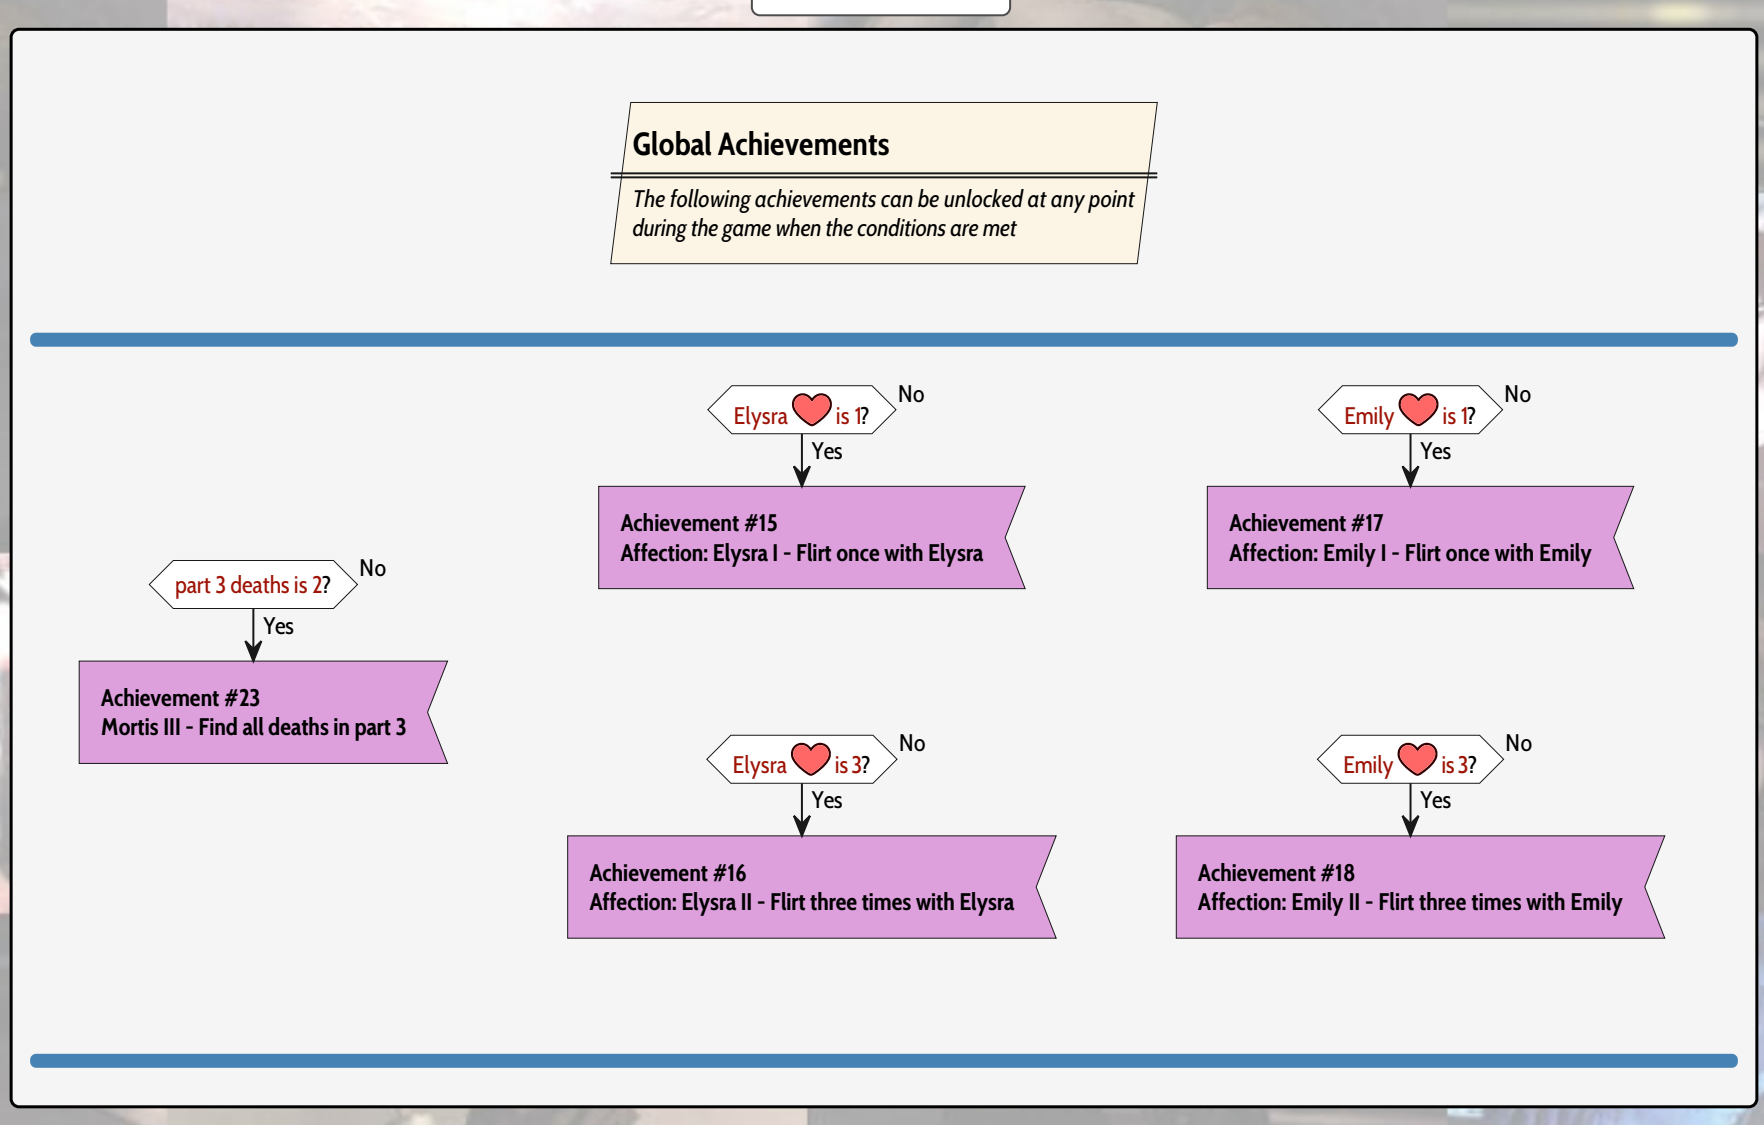 Global Achievements
The following achievements can be unlocked at any point
during the game when the conditions are met
part 3 deaths is 2?
No
Yes
Achievement #23
Mortis III - Find all deaths in part 3
Elysra is 1?
No
Yes
Achievement #15
Affection: Elysra I - Flirt once with Elysra
Elysra is 3?
No
Yes
Achievement #16
Affection: Elysra II - Flirt three times with Elysra
Emily is 1?
No
Yes
Achievement #17
Affection: Emily I - Flirt once with Emily
Emily is 3?
No
Yes
Achievement #18
Affection: Emily II - Flirt three times with Emily